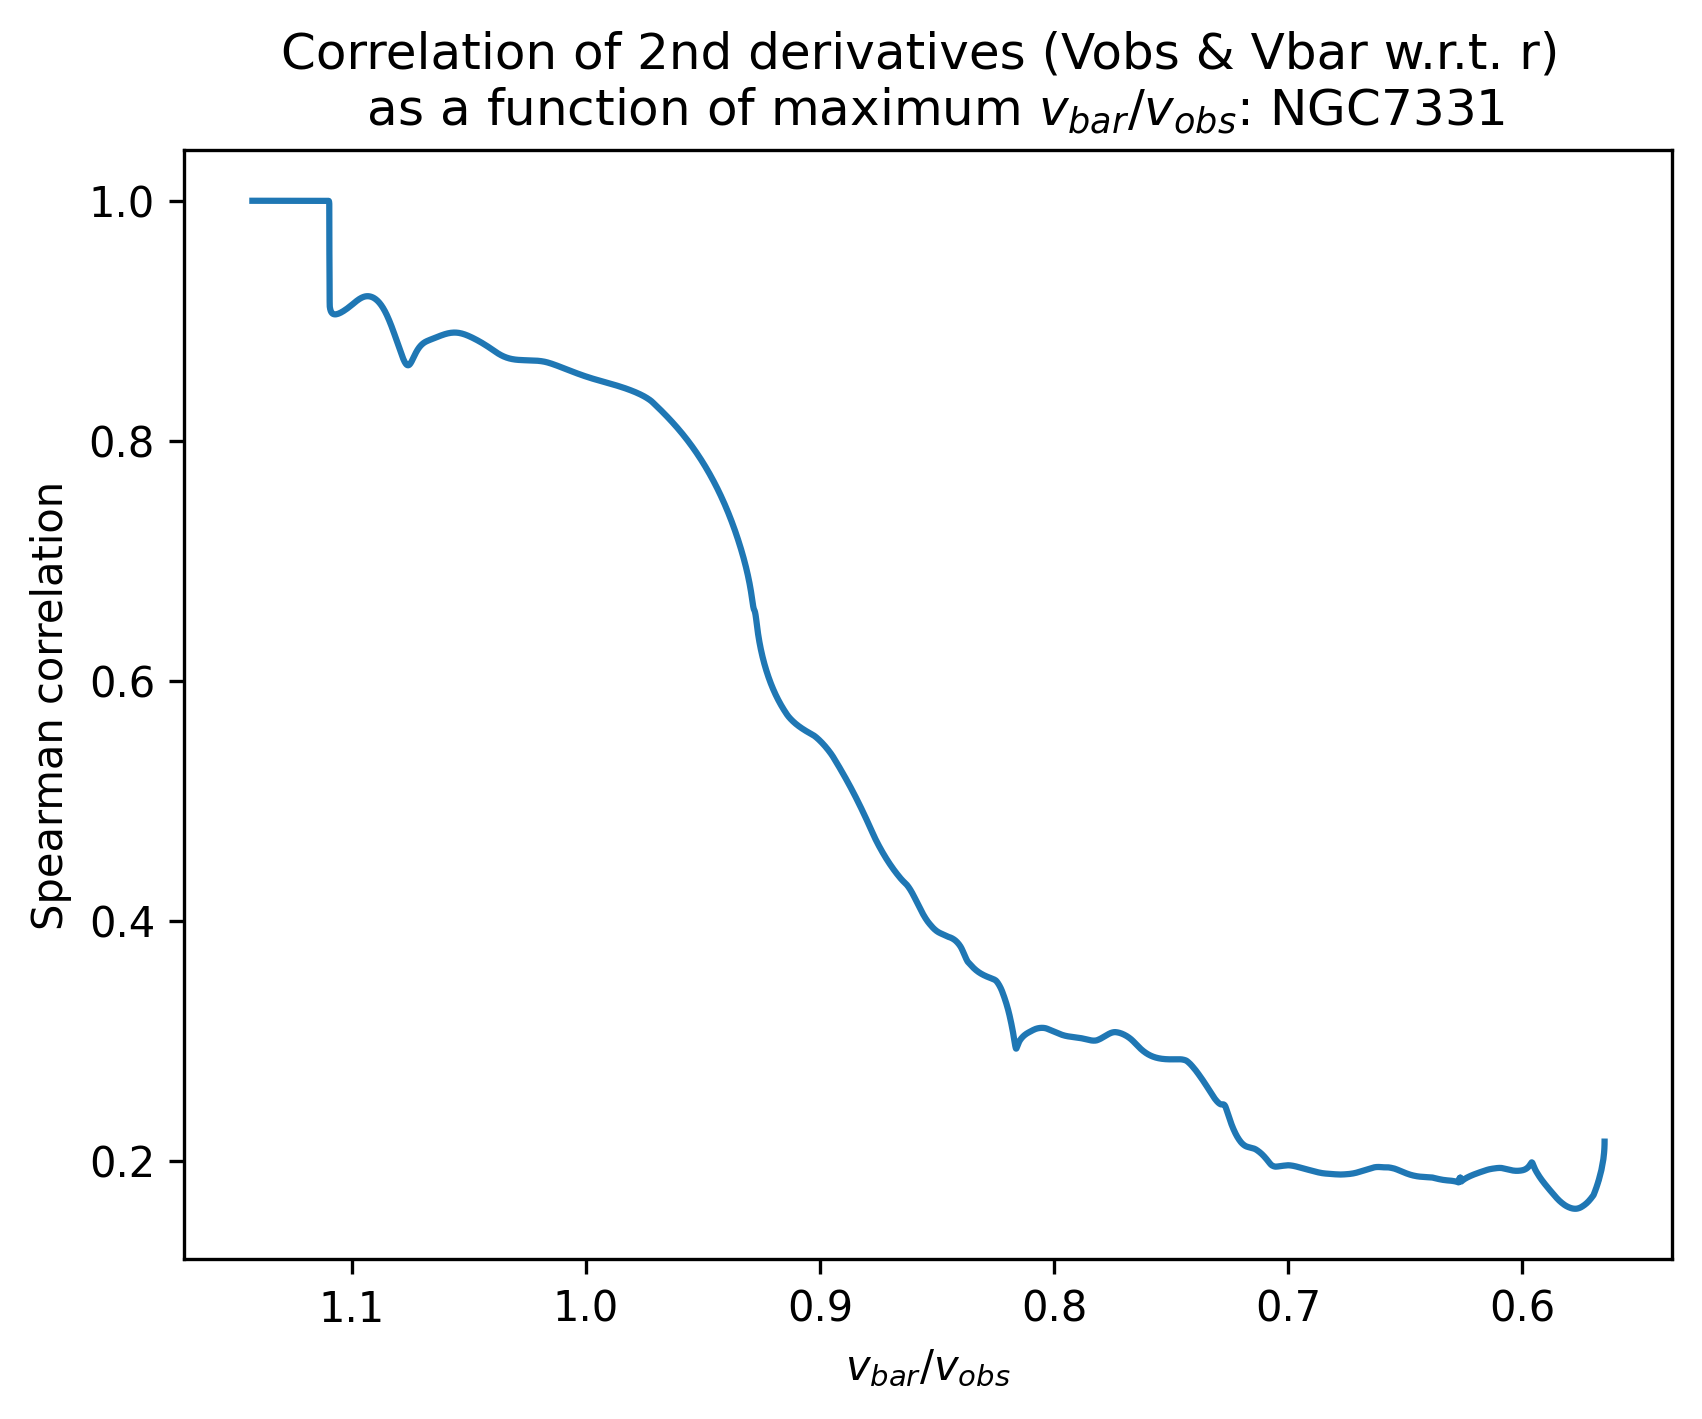 Correlation of 2nd derivatives (Vobs & Vbar w.r.t. r)
as a function of maximum v_bar/v_obs: NGC7331
1.0
0.8
0.6
0.4
0.2
Spearman correlation
1.1 1.0 0.9 0.8 0.7 0.6
v_bar/v_obs